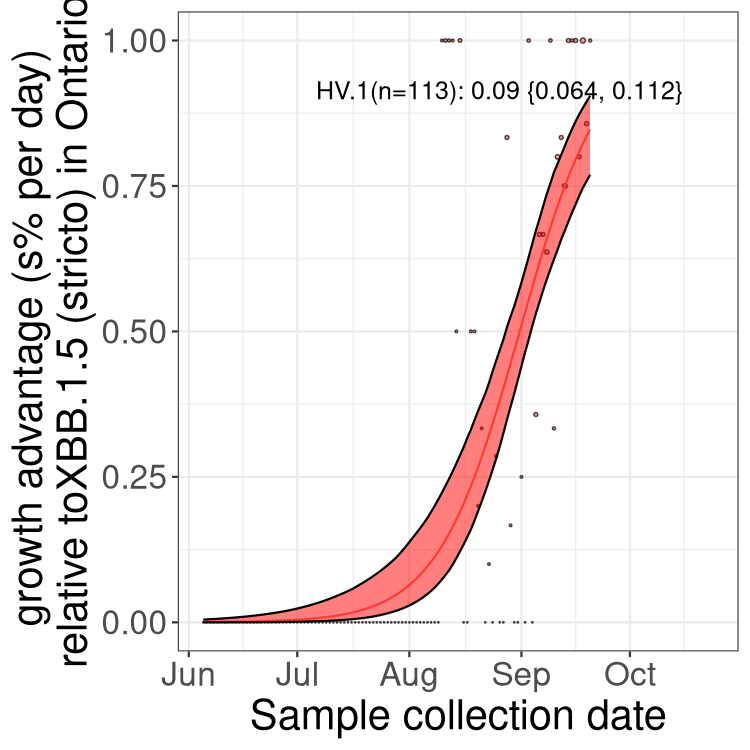 growth advantage (s% per day)
relative toXBB.1.5 (stricto) in Ontario
1.00
0.75
0.50
0.25
0.00
HV.1(n=113): 0.09 {0.064, 0.112}
Jun Jul Aug Sep Oct
Sample collection date